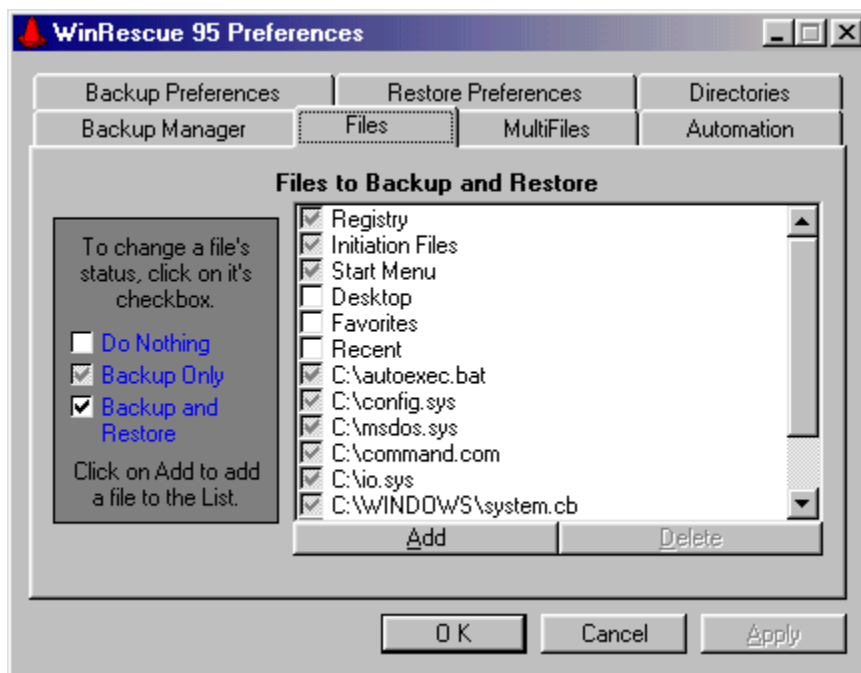 WinRescue 95 Preferences
Backup Preferences Restore Preferences Directories
Backup Manager Files MultiFiles Automation
Files to Backup and Restore
To change a file's
status, click on it's
checkbox.
Do Nothing
Backup Only
Backup and
Restore
Click on Add to add
a file to the List.
Registry
Initiation Files
Start Menu
Desktop
Favorites
Recent
C:\autoexec.bat
C:\config.sys
C:\msdos.sys
C:\command.com
C:\io.sys
C:\WINDOWS\system.cb
Add Delete
OK Cancel Apply